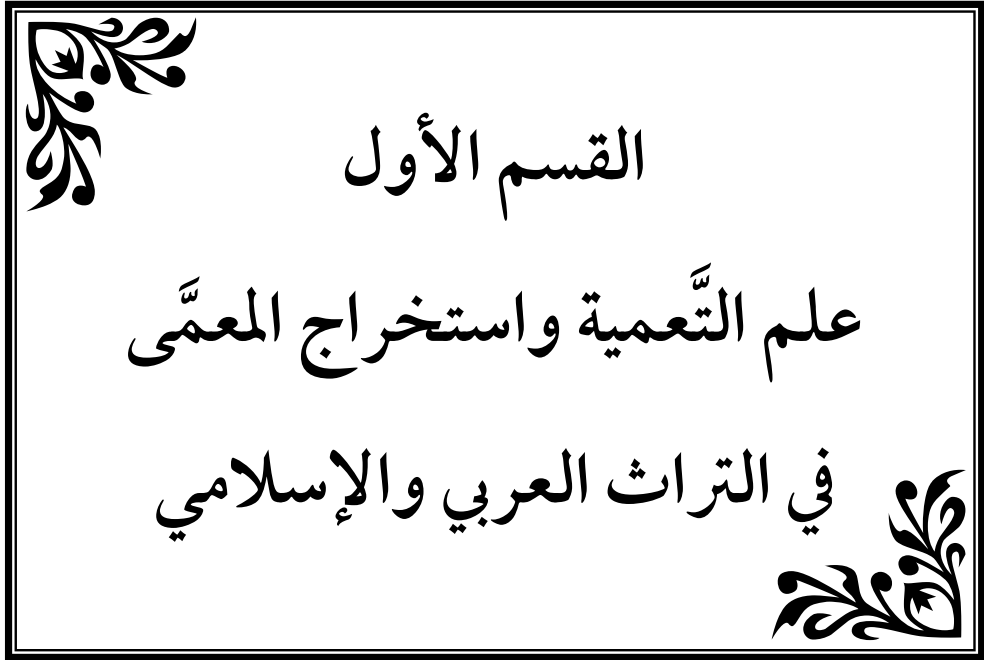 القسم الأول
علم التَّعمية واستخراج المعمَّى
في التراث العربي والإسلامي